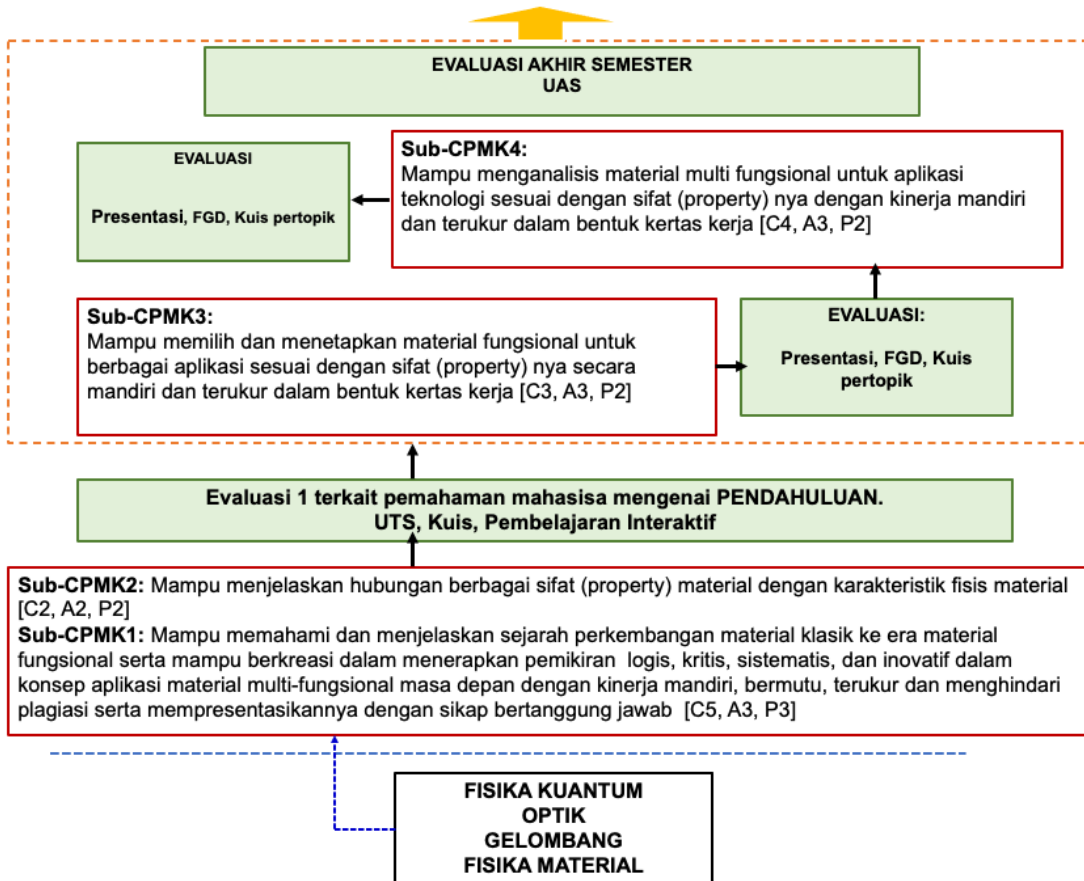 EVALUASI AKHIR SEMESTER
UAS
EVALUASI
Presentasi, FGD, Kuis pertopik
Sub-CPMK4:
Mampu menganalisis material multi fungsional untuk aplikasi
teknologi sesuai dengan sifat (property) nya dengan kinerja mandiri
dan terukur dalam bentuk kertas kerja [C4, A3, P2]
Sub-CPMK3:
Mampu memilih dan menetapkan material fungsional untuk
berbagai aplikasi sesuai dengan sifat (property) nya secara
mandiri dan terukur dalam bentuk kertas kerja [C3, A3, P2]
EVALUASI:
Presentasi, FGD, Kuis
pertopik
Evaluasi 1 terkait pemahaman mahasisa mengenai PENDAHULUAN.
UTS, Kuis, Pembelajaran Interaktif
Sub-CPMK2: Mampu menjelaskan hubungan berbagai sifat (property) material dengan karakteristik fisis material
[C2, A2, P2]
Sub-CPMK1: Mampu memahami dan menjelaskan sejarah perkembangan material klasik ke era material
fungsional serta mampu berkreasi dalam menerapkan pemikiran logis, kritis, sistematis, dan inovatif dalam
konsep aplikasi material multi-fungsional masa depan dengan kinerja mandiri, bermutu, terukur dan menghindari
plagiasi serta mempresentasikannya dengan sikap bertanggung jawab [C5, A3, P3]
FISIKA KUANTUM
OPTIK
GELOMBANG
FISIKA MATERIAL